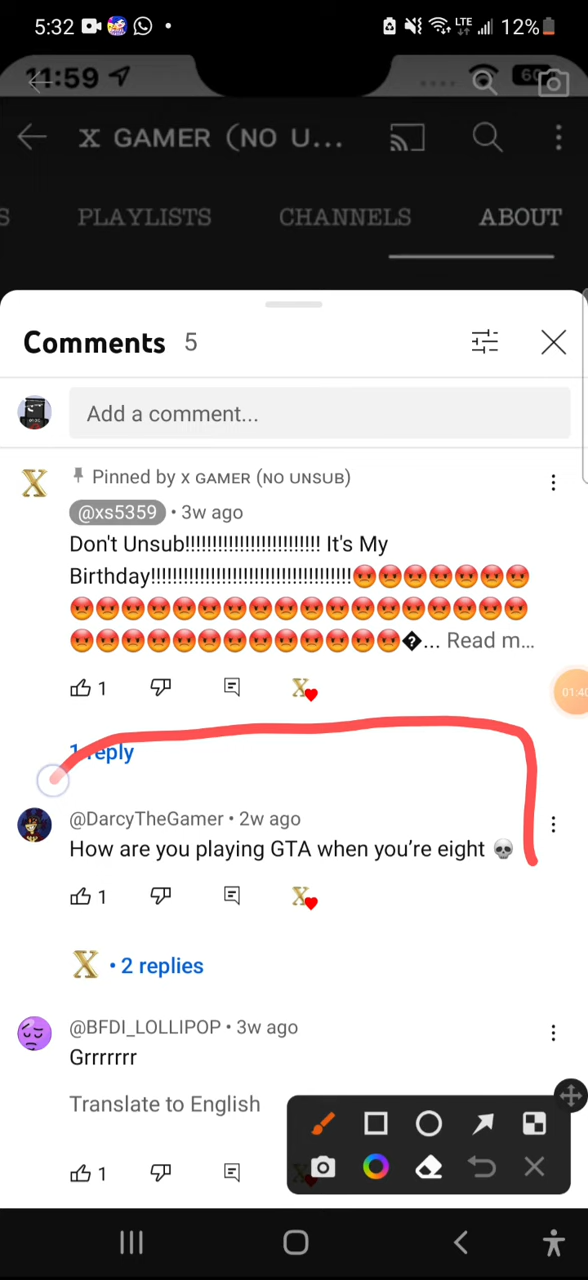 5:32 LTE 12%
11:59 60
X GAMER (NO U...
S PLAYLISTS CHANNELS ABOUT
Comments 5
Add a comment...
X Pinned by X GAMER (NO UNSUB)
@xs5359 • 3w ago
Don't Unsub!!!!!!!!!!!!!!!!!!!!!!!!! It's My
Birthday!!!!!!!!!!!!!!!!!!!!!!!!!!!!!!!!!!!!!😡😡😡😡😡😡😡
😡😡😡😡😡😡😡😡😡😡😡😡😡😡😡😡😡😡
😡😡😡😡😡😡😡😡😡😡😡😡😡�... Read m...
1 X
01:40
1 reply
@DarcyTheGamer • 2w ago
How are you playing GTA when you’re eight 💀
1 X
X • 2 replies
@BFDI_LOLLIPOP • 3w ago
Grrrrrrr
Translate to English
1